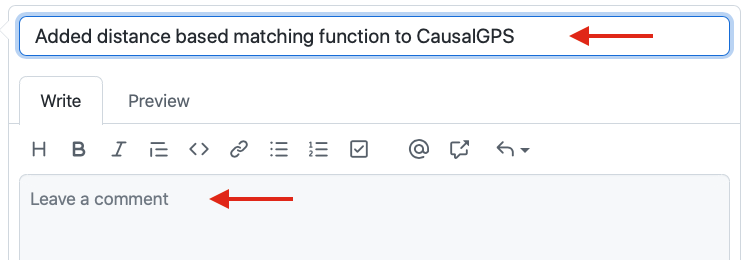 Added distance based matching function to CausalGPS
Write Preview
Leave a comment